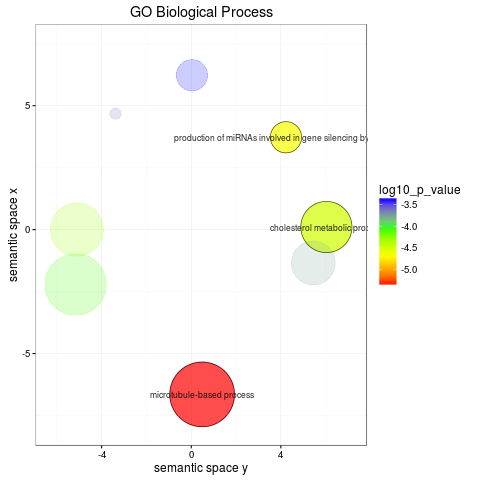 GO Biological Process
semantic space x
5
0
-5
production of miRNAs involved in gene silencing by
cholesterol metabolic proc
microtubule-based process
-4
0
4
semantic space y
log10_p_value
-3.5
-4.0
-4.5
-5.0